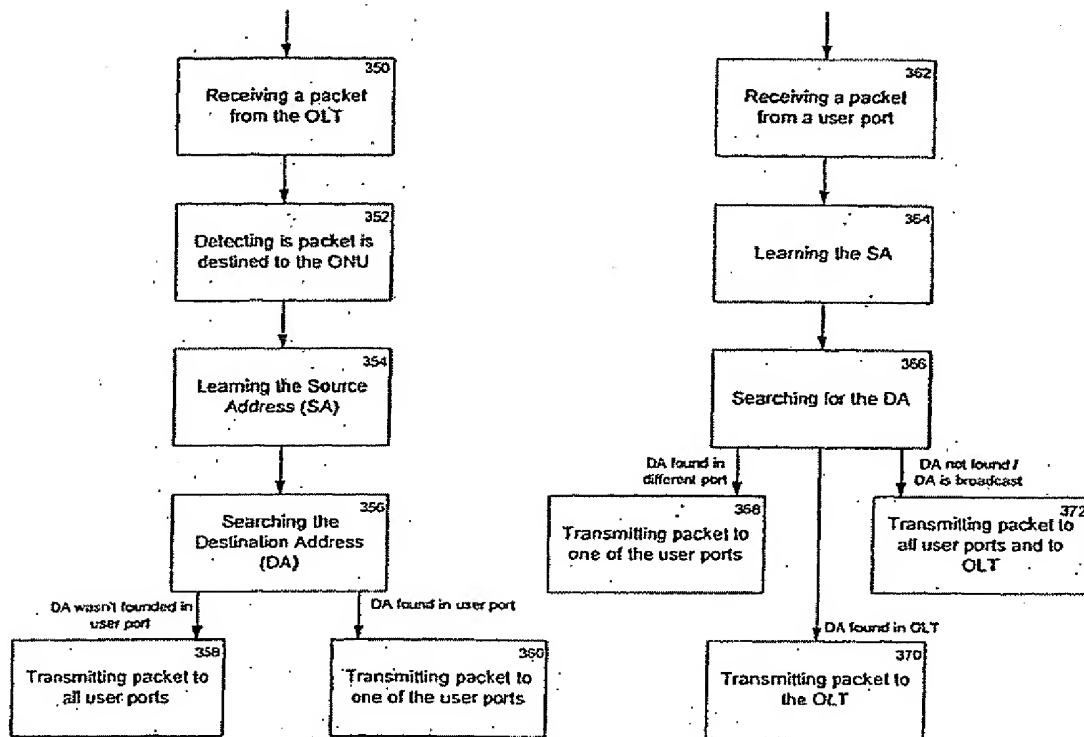 350
Receiving a packet
from the OLT
352
Detecting is packet is
destined to the ONU
354
Learning the Source
Address (SA)
356
Searching the
Destination Address
(DA)
DA wasn't founded in
user port
DA found in user port
358
Transmitting packet to
all user ports
360
Transmitting packet to
one of the user ports
362
Receiving a packet
from a user port
364
Learning the SA
366
Searching for the DA
DA found in
different port
DA not found /
DA is broadcast
368
Transmitting packet to
one of the user ports
372
Transmitting packet to
all user ports and to
OLT
DA found in OLT
370
Transmitting packet to
the OLT